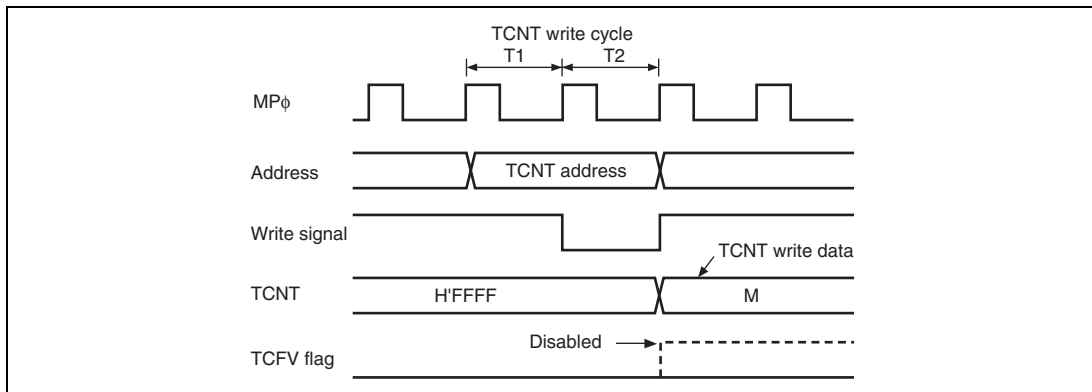 TCNT write cycle
T1 T2
MPϕ
Address TCNT address
Write signal
TCNT write data
TCNT H'FFFF M
Disabled
TCFV flag